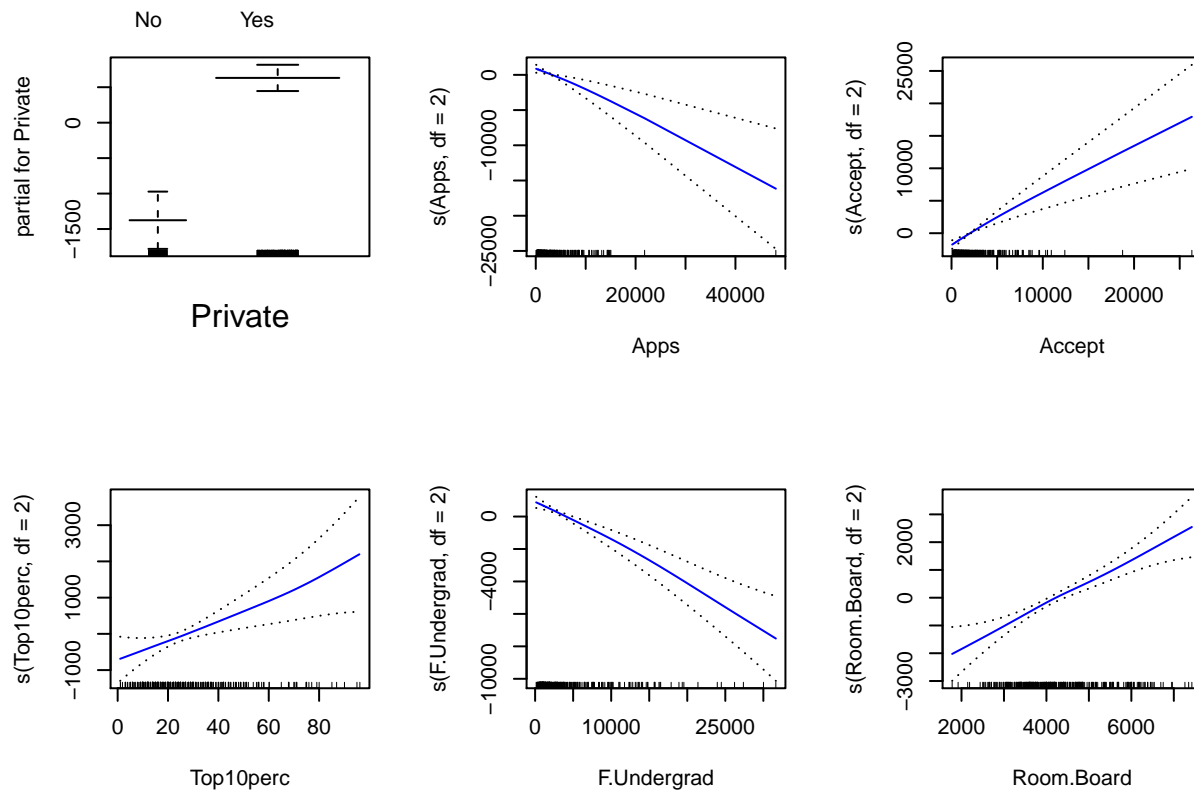 No Yes
partial for Private
0
−1500
Private
s(Apps, df = 2)
0
−10000
−25000
0 20000 40000
Apps
s(Accept, df = 2)
25000
10000
0
0 10000 20000
Accept
s(Top10perc, df = 2)
3000
1000
−1000
0 20 40 60 80
Top10perc
s(F.Undergrad, df = 2)
0
−4000
−10000
0 10000 25000
F.Undergrad
s(Room.Board, df = 2)
2000
0
−3000
2000 4000 6000
Room.Board